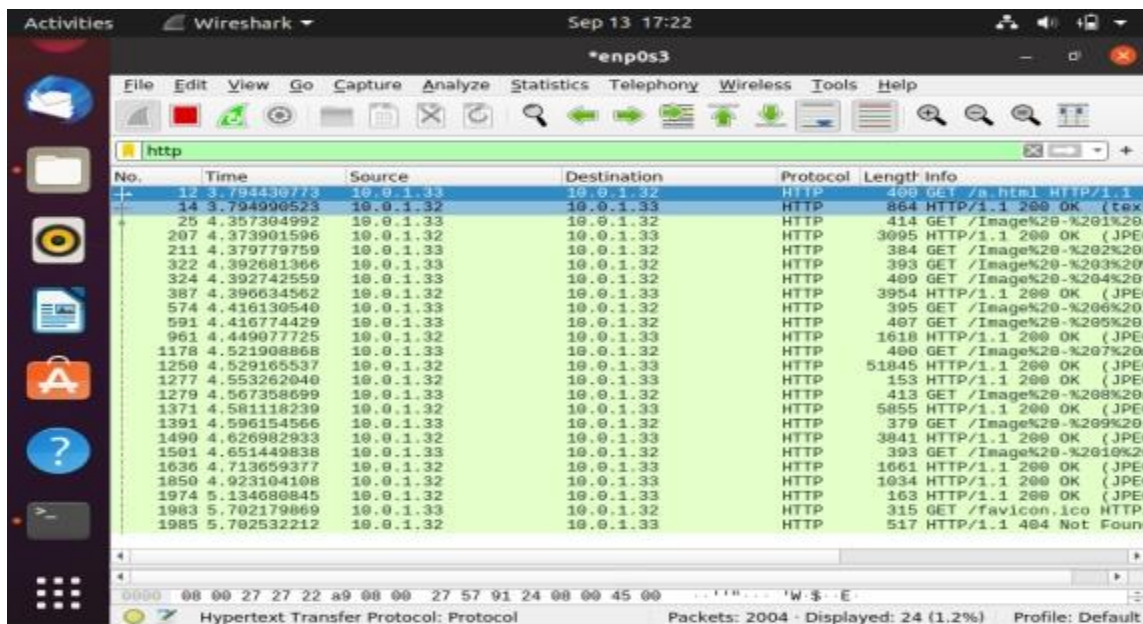 Activities Wireshark Sep 13 17:22
*enp0s3
File Edit View Go Capture Analyze Statistics Telephony Wireless Tools Help
http
No. Time Source Destination Protocol Length Info
12 3.794430773 10.0.1.33 10.0.1.32 HTTP 400 GET /a.html HTTP/1.1
14 3.794990523 10.0.1.32 10.0.1.33 HTTP 864 HTTP/1.1 200 OK (tex
25 4.357304992 10.0.1.33 10.0.1.32 HTTP 414 GET /Image%20-%201%20
207 4.373901596 10.0.1.32 10.0.1.33 HTTP 3095 HTTP/1.1 200 OK (JPE
211 4.379779759 10.0.1.33 10.0.1.32 HTTP 384 GET /Image%20-%202%20
322 4.392681366 10.0.1.33 10.0.1.32 HTTP 393 GET /Image%20-%203%20
324 4.392742559 10.0.1.33 10.0.1.32 HTTP 409 GET /Image%20-%204%20
387 4.396634562 10.0.1.32 10.0.1.33 HTTP 3954 HTTP/1.1 200 OK (JPE
574 4.416130540 10.0.1.33 10.0.1.32 HTTP 395 GET /Image%20-%206%20
591 4.416774429 10.0.1.33 10.0.1.32 HTTP 407 GET /Image%20-%205%20
961 4.449077725 10.0.1.32 10.0.1.33 HTTP 1618 HTTP/1.1 200 OK (JPE
1178 4.521908868 10.0.1.33 10.0.1.32 HTTP 400 GET /Image%20-%207%20
1250 4.529165537 10.0.1.32 10.0.1.33 HTTP 51845 HTTP/1.1 200 OK (JPE
1277 4.553262040 10.0.1.32 10.0.1.33 HTTP 153 HTTP/1.1 200 OK (JPE
1279 4.567358699 10.0.1.33 10.0.1.32 HTTP 413 GET /Image%20-%208%20
1371 4.581118239 10.0.1.32 10.0.1.33 HTTP 5855 HTTP/1.1 200 OK (JPE
1391 4.596154566 10.0.1.33 10.0.1.32 HTTP 379 GET /Image%20-%209%20
1490 4.626982933 10.0.1.32 10.0.1.33 HTTP 3841 HTTP/1.1 200 OK (JPE
1501 4.651449838 10.0.1.33 10.0.1.32 HTTP 393 GET /Image%20-%2010%2
1636 4.713659377 10.0.1.32 10.0.1.33 HTTP 1661 HTTP/1.1 200 OK (JPE
1850 4.923104108 10.0.1.32 10.0.1.33 HTTP 1034 HTTP/1.1 200 OK (JPE
1974 5.134680845 10.0.1.32 10.0.1.33 HTTP 163 HTTP/1.1 200 OK (JPE
1983 5.702179869 10.0.1.33 10.0.1.32 HTTP 315 GET /favicon.ico HTTP
1985 5.702532212 10.0.1.32 10.0.1.33 HTTP 517 HTTP/1.1 404 Not Foun
0000 08 00 27 27 22 a9 08 00 27 57 91 24 08 00 45 00 ··''"··· 'W·$··E·
Hypertext Transfer Protocol: Protocol Packets: 2004 · Displayed: 24 (1.2%) Profile: Default